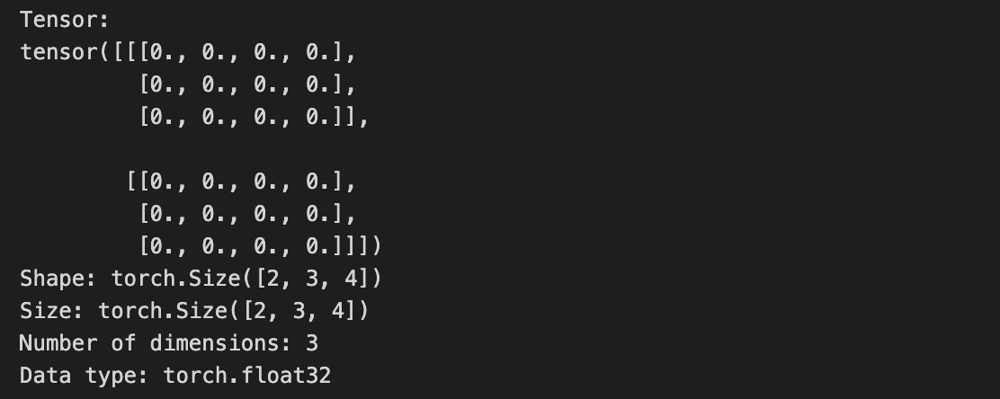 Tensor:
tensor([[[0., 0., 0., 0.],
         [0., 0., 0., 0.],
         [0., 0., 0., 0.]],

        [[0., 0., 0., 0.],
         [0., 0., 0., 0.],
         [0., 0., 0., 0.]]])
Shape: torch.Size([2, 3, 4])
Size: torch.Size([2, 3, 4])
Number of dimensions: 3
Data type: torch.float32